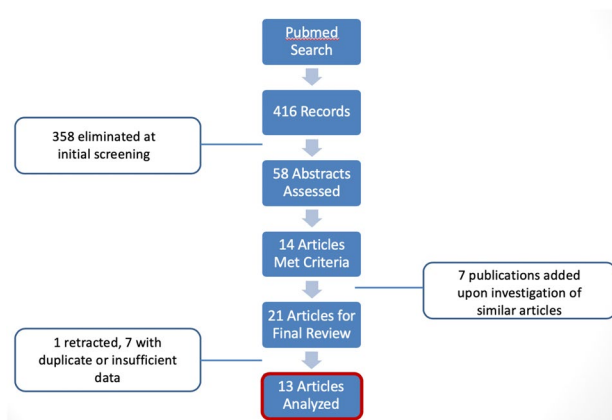 Pubmed
Search
416 Records
358 eliminated at
initial screening
58 Abstracts
Assessed
14 Articles
Met Criteria
7 publications added
upon investigation of
similar articles
21 Articles for
Final Review
1 retracted, 7 with
duplicate or insufficient
data
13 Articles
Analyzed